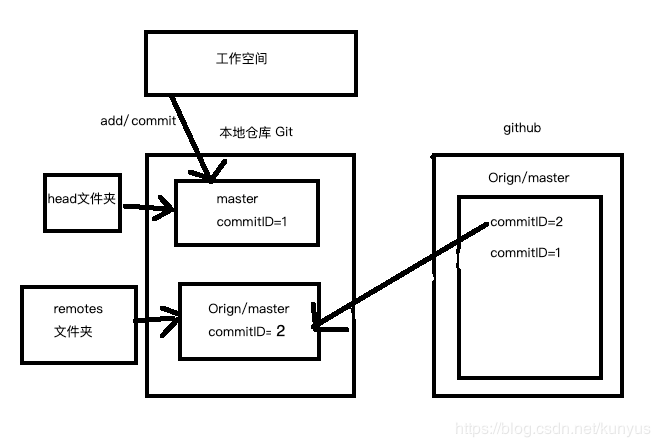 工作空间
add/commit
本地仓库 Git
github
head文件夹
master
commitID=1
Orign/master
commitID=2
commitID=1
remotes
文件夹
Orign/master
commitID= 2
https://blog.csdn.net/kunyus